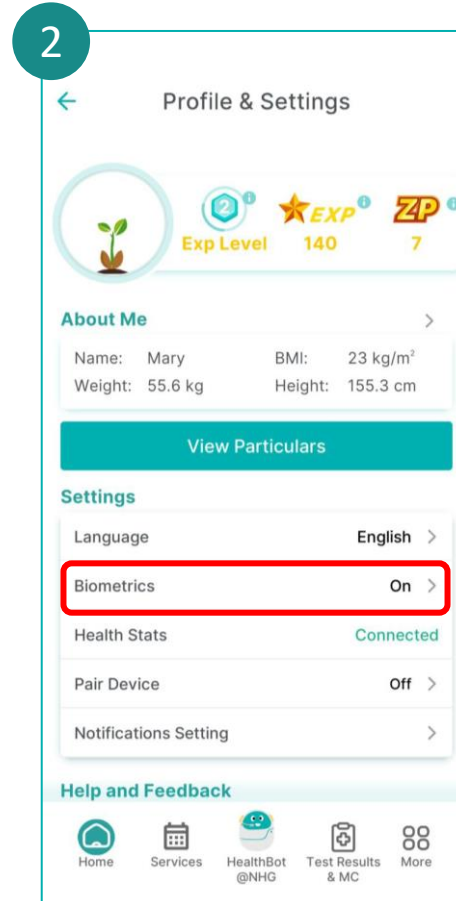 2
Profile & Settings
2
EXP
ZP
Exp Level 140 7
About Me
Name: Mary BMI: 23 kg/m²
Weight: 55.6 kg Height: 155.3 cm
View Particulars
Settings
Language English
Biometrics On
Health Stats Connected
Pair Device Off
Notifications Setting
Help and Feedback
Home Services HealthBot Test Results More
@NHG & MC